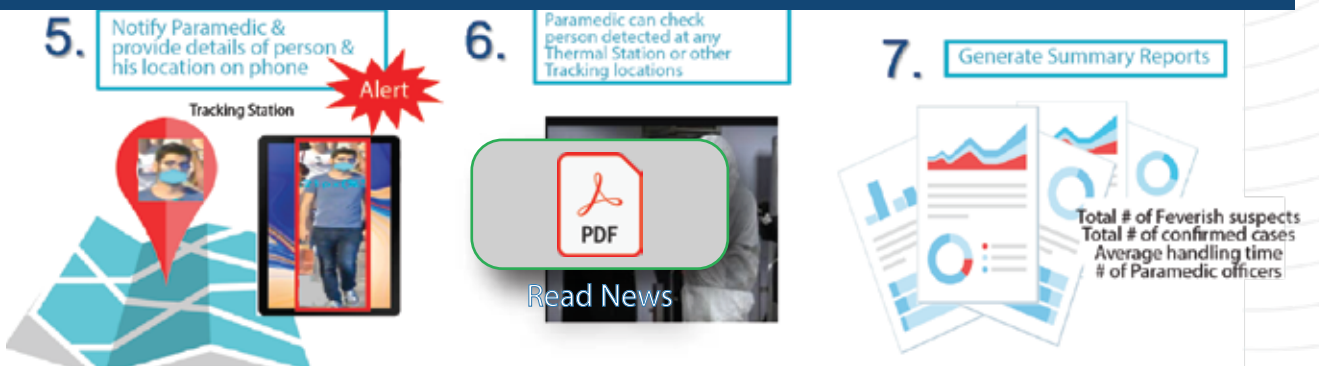 5.
Notify Paramedic &
provide details of person &
his location on phone
Alert
Tracking Station
6.
Paramedic can check
person detected at any
Thermal Station or other
Tracking locations
PDF
Read News
7.
Generate Summary Reports
Total # of Feverish suspects
Total # of confirmed cases
Average handling time
# of Paramedic officers